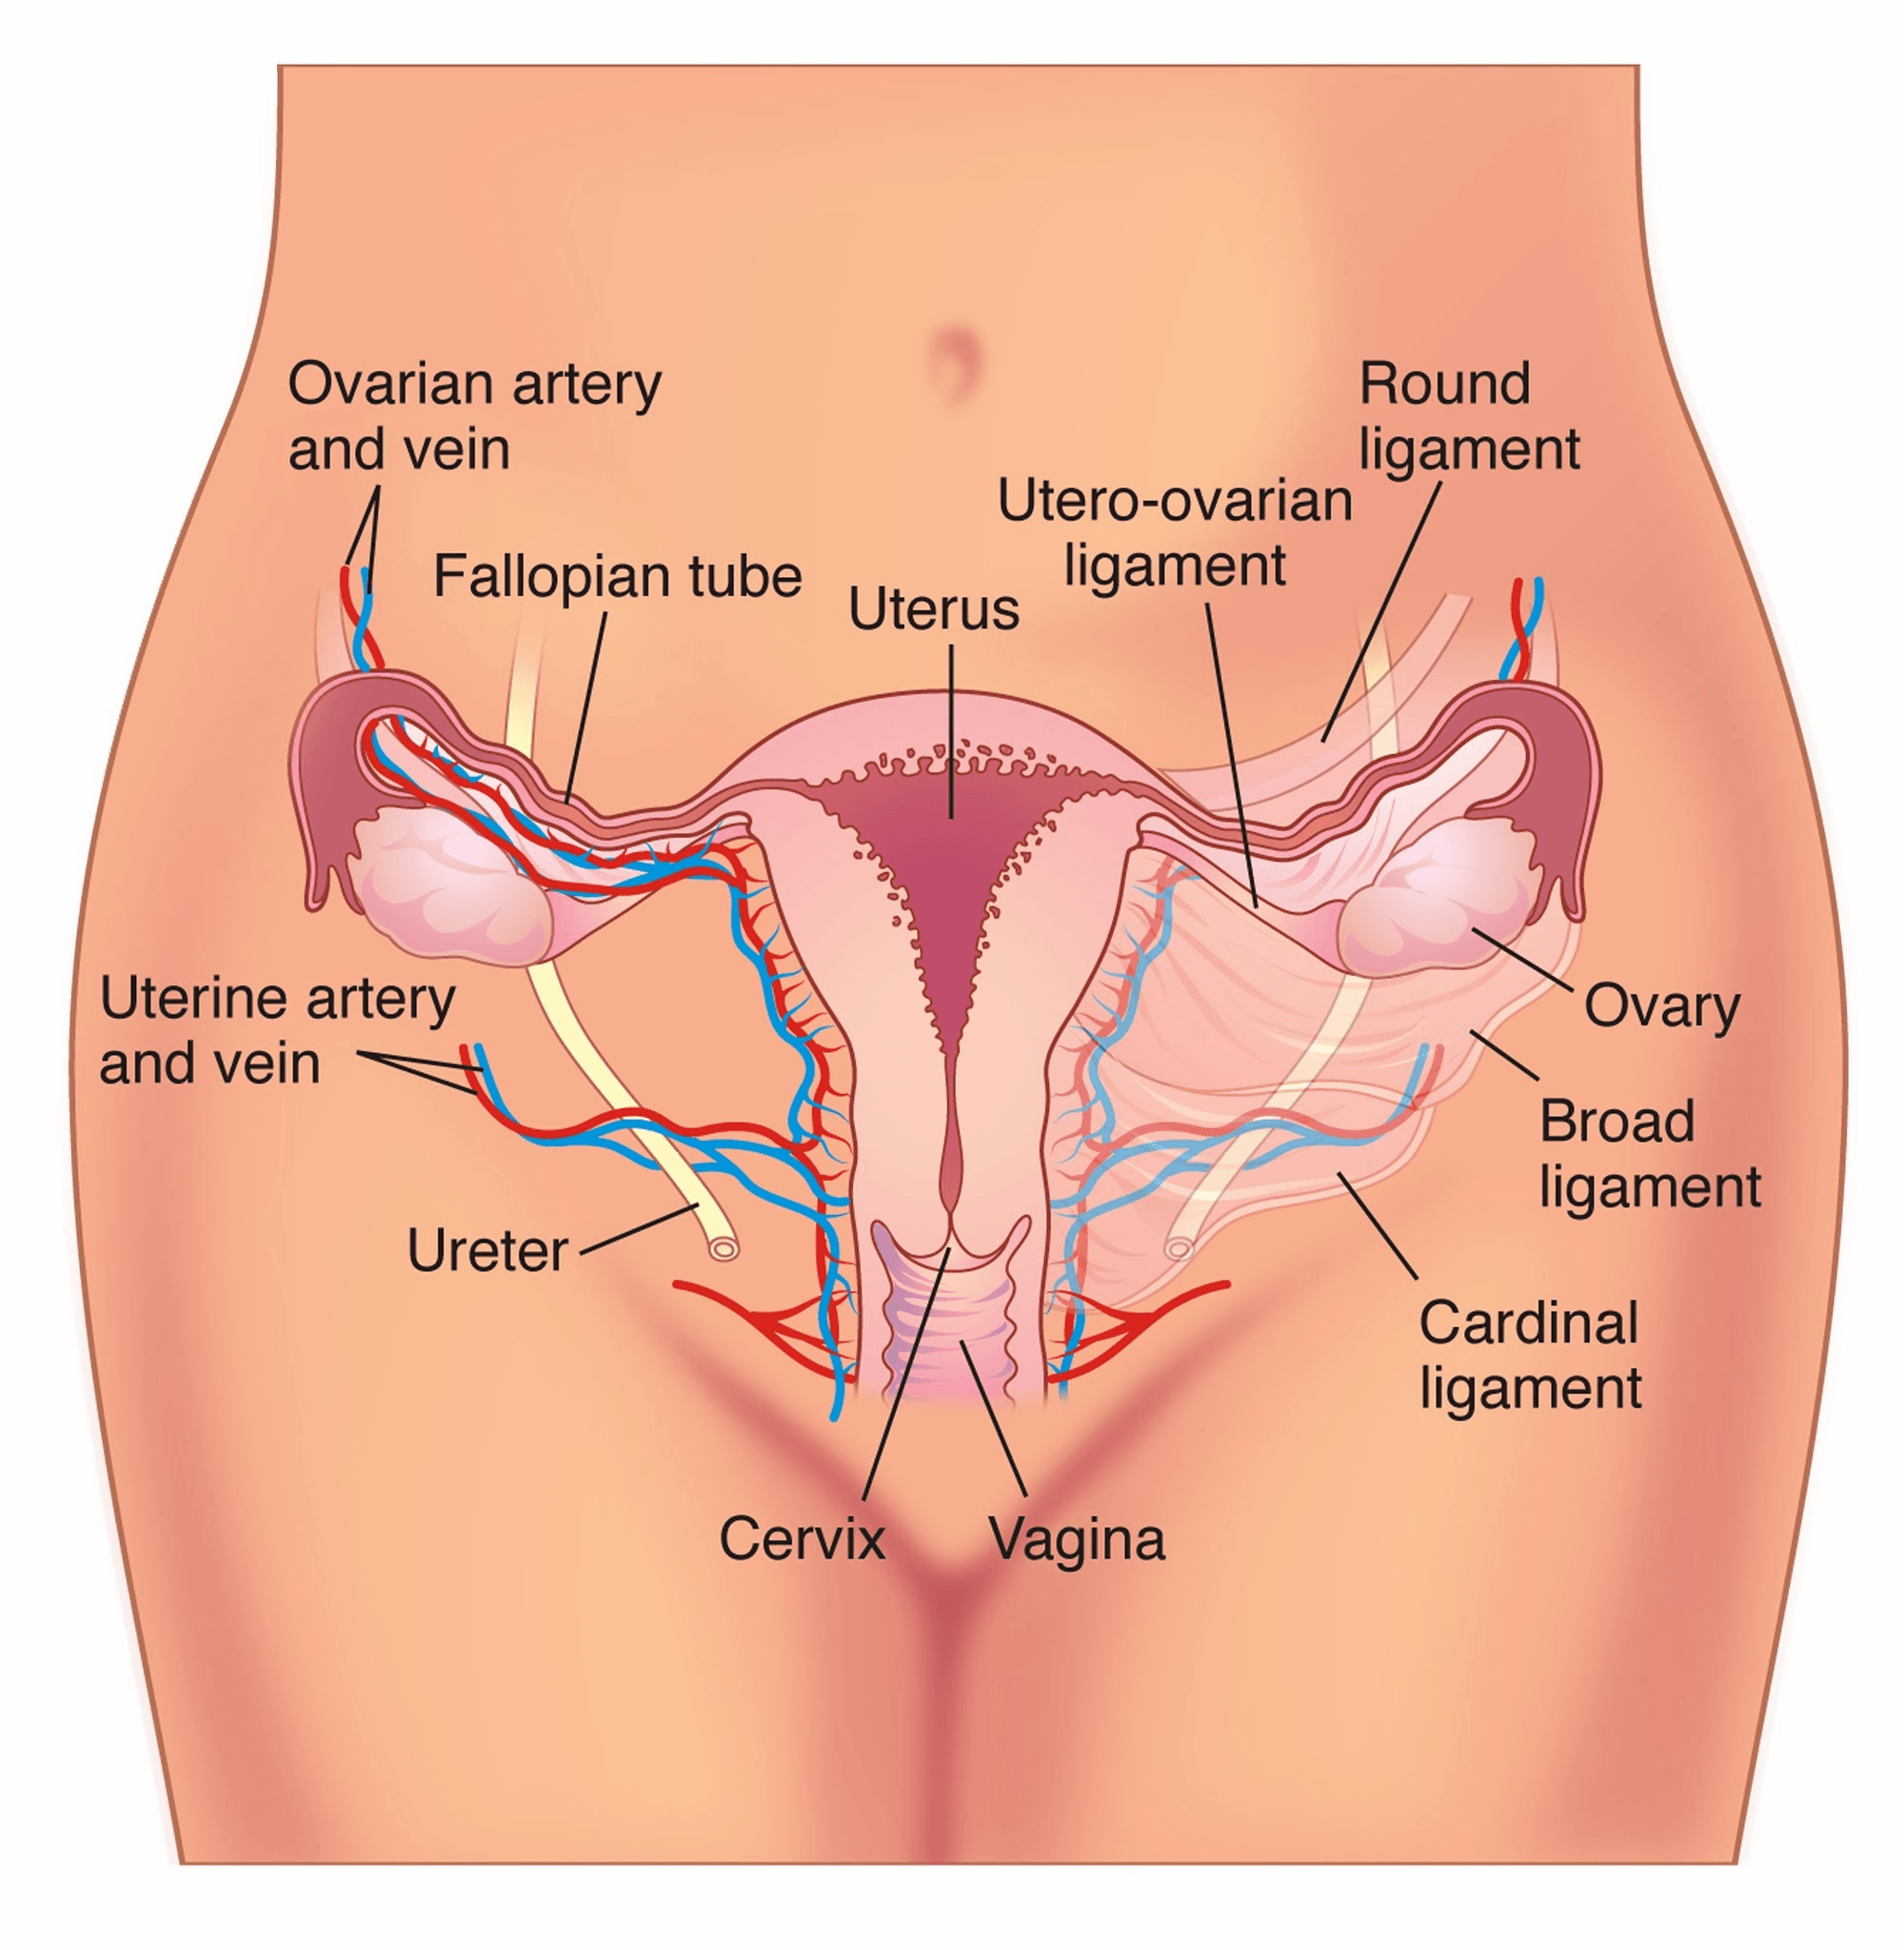 Ovarian artery
and vein
Round
ligament
Utero-ovarian
ligament
Fallopian tube
Uterus
Uterine artery
and vein
Ovary
Broad
ligament
Ureter
Cardinal
ligament
Cervix
Vagina